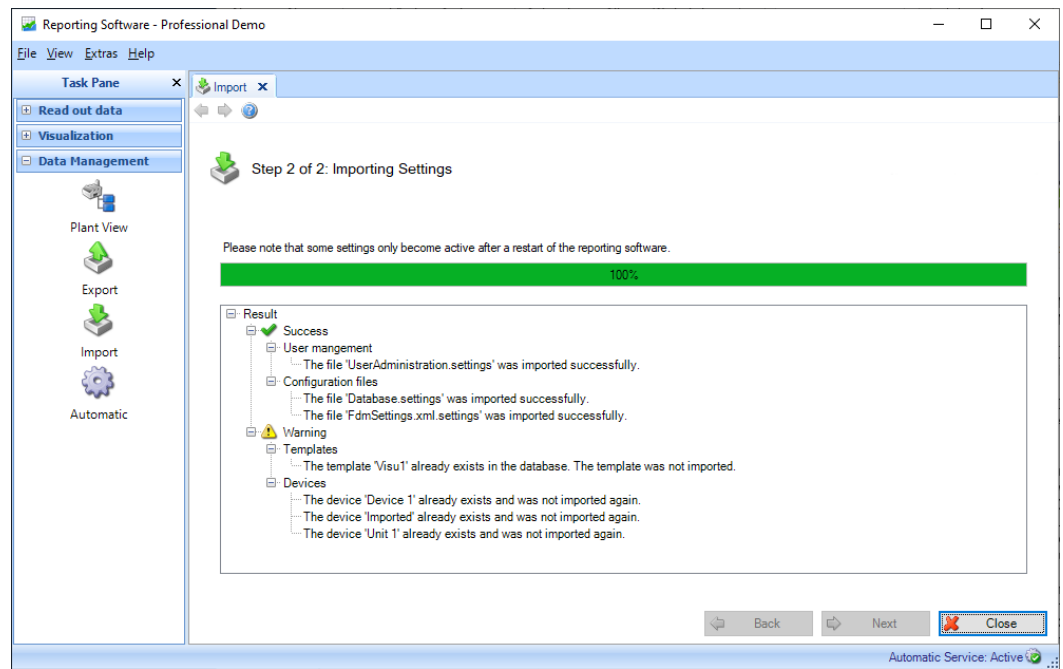 Reporting Software - Professional Demo
File View Extras Help
Task Pane
Import
Read out data
Visualization
Data Management
Step 2 of 2: Importing Settings
Plant View
Export
Import
Automatic
Please note that some settings only become active after a restart of the reporting software.
100%
Result
Success
User mangement
The file 'UserAdministration.settings' was imported successfully.
Configuration files
The file 'Database.settings' was imported successfully.
The file 'FdmSettings.xml.settings' was imported successfully.
Warning
Templates
The template 'Visu1' already exists in the database. The template was not imported.
Devices
The device 'Device 1' already exists and was not imported again.
The device 'Imported' already exists and was not imported again.
The device 'Unit 1' already exists and was not imported again.
Back Next Close
Automatic Service: Active